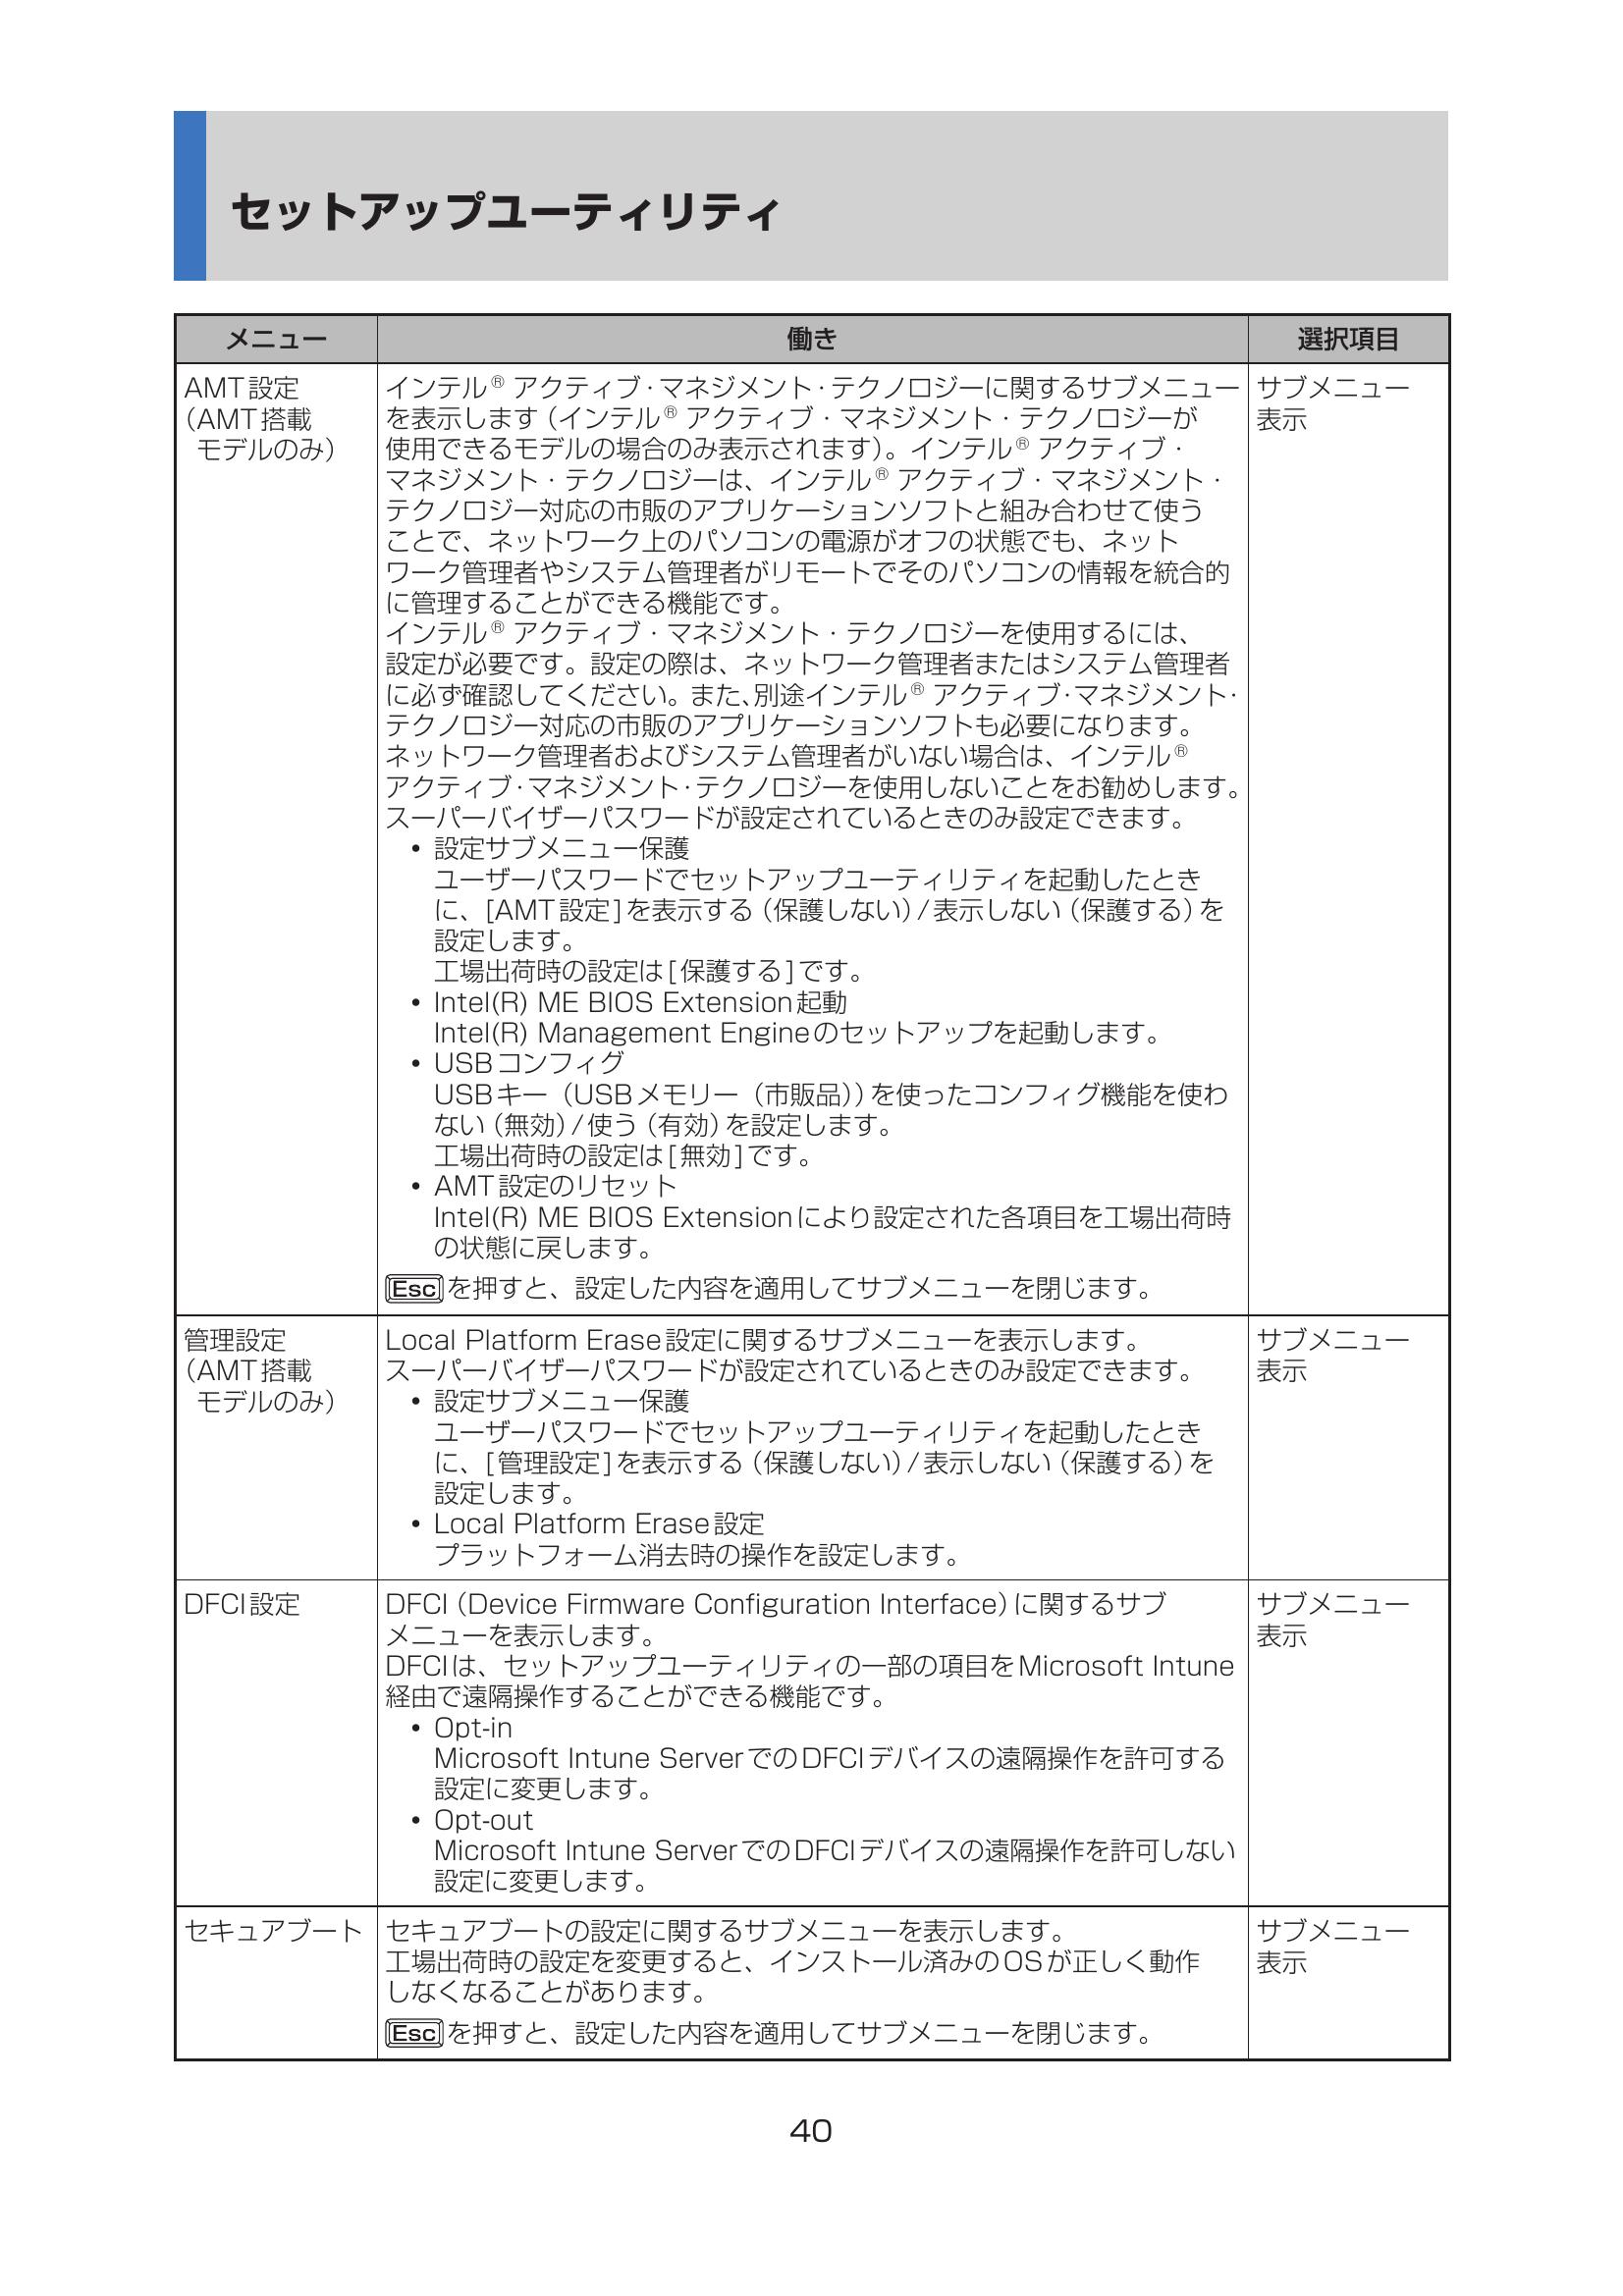 セットアップユーティリティ
メニュー 働き 選択項目
AMT設定
（AMT搭載
モデルのみ）
インテル® アクティブ・マネジメント・テクノロジーに関するサブメニュー
を表示します（インテル® アクティブ・マネジメント・テクノロジーが
使用できるモデルの場合のみ表示されます）。インテル® アクティブ・
マネジメント・テクノロジーは、インテル® アクティブ・マネジメント・
テクノロジー対応の市販のアプリケーションソフトと組み合わせて使う
ことで、ネットワーク上のパソコンの電源がオフの状態でも、ネット
ワーク管理者やシステム管理者がリモートでそのパソコンの情報を統合的
に管理することができる機能です。
インテル® アクティブ・マネジメント・テクノロジーを使用するには、
設定が必要です。設定の際は、ネットワーク管理者またはシステム管理者
に必ず確認してください。また、別途インテル® アクティブ・マネジメント・
テクノロジー対応の市販のアプリケーションソフトも必要になります。
ネットワーク管理者およびシステム管理者がいない場合は、インテル®
アクティブ・マネジメント・テクノロジーを使用しないことをお勧めします。
スーパーバイザーパスワードが設定されているときのみ設定できます。
• 設定サブメニュー保護
ユーザーパスワードでセットアップユーティリティを起動したとき
に、[AMT設定]を表示する（保護しない）/表示しない（保護する）を
設定します。
工場出荷時の設定は[保護する]です。
• Intel(R) ME BIOS Extension起動
Intel(R) Management Engineのセットアップを起動します。
• USBコンフィグ
USBキー（USBメモリー（市販品））を使ったコンフィグ機能を使わ
ない（無効）/使う（有効）を設定します。
工場出荷時の設定は[無効]です。
• AMT設定のリセット
Intel(R) ME BIOS Extensionにより設定された各項目を工場出荷時
の状態に戻します。
Escを押すと、設定した内容を適用してサブメニューを閉じます。
サブメニュー
表示
管理設定
（AMT搭載
モデルのみ）
Local Platform Erase設定に関するサブメニューを表示します。
スーパーバイザーパスワードが設定されているときのみ設定できます。
• 設定サブメニュー保護
ユーザーパスワードでセットアップユーティリティを起動したとき
に、[管理設定]を表示する（保護しない）/表示しない（保護する）を
設定します。
• Local Platform Erase設定
プラットフォーム消去時の操作を設定します。
サブメニュー
表示
DFCI設定
DFCI（Device Firmware Configuration Interface）に関するサブ
メニューを表示します。
DFCIは、セットアップユーティリティの一部の項目をMicrosoft Intune
経由で遠隔操作することができる機能です。
• Opt-in
Microsoft Intune ServerでのDFCIデバイスの遠隔操作を許可する
設定に変更します。
• Opt-out
Microsoft Intune ServerでのDFCIデバイスの遠隔操作を許可しない
設定に変更します。
サブメニュー
表示
セキュアブート
セキュアブートの設定に関するサブメニューを表示します。
工場出荷時の設定を変更すると、インストール済みのOSが正しく動作
しなくなることがあります。
Escを押すと、設定した内容を適用してサブメニューを閉じます。
サブメニュー
表示
40